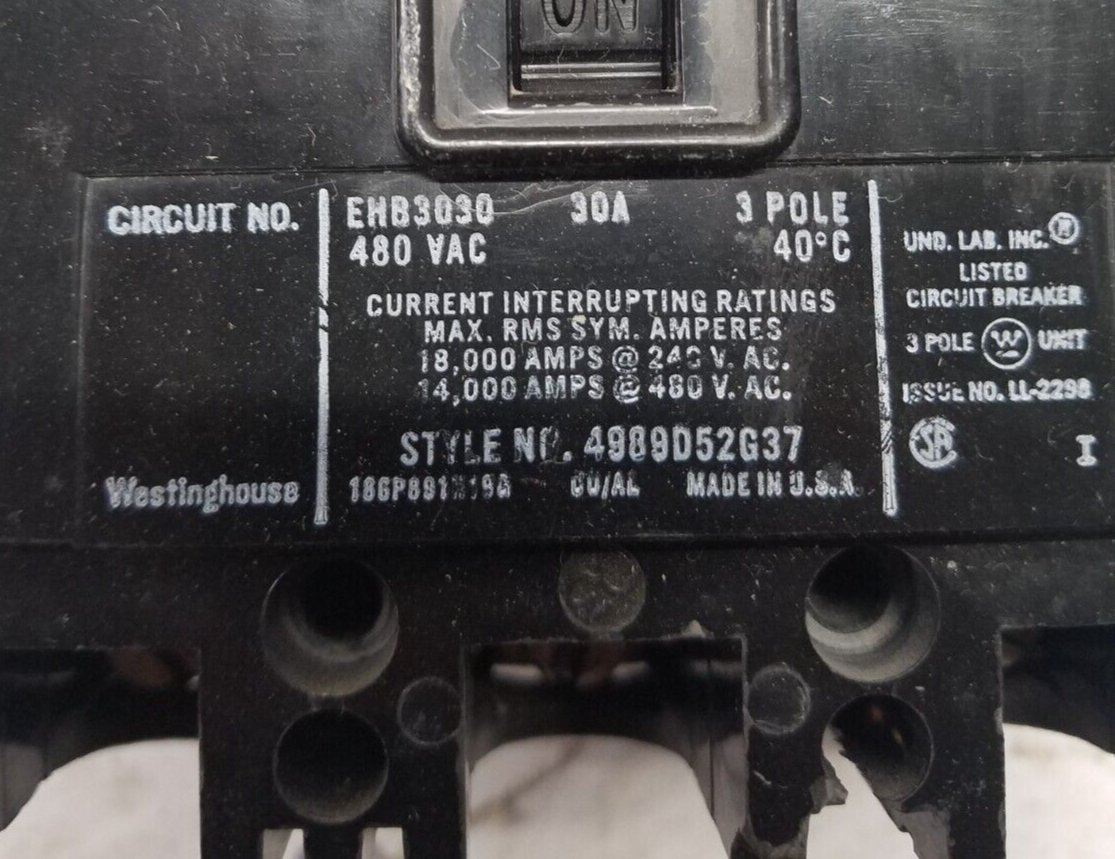 ON
CIRCUIT NO.
EHB3030 30A 3 POLE
480 VAC 40°C
CURRENT INTERRUPTING RATINGS
MAX. RMS SYM. AMPERES
18,000 AMPS @ 240 V. AC.
14,000 AMPS @ 480 V. AC.
STYLE NO. 4989D52G37
CU/AL MADE IN U.S.A.
Westinghouse
UND. LAB. INC.®
LISTED
CIRCUIT BREAKER
3 POLE W UNIT
ISSUE NO. LL-2298
SA I